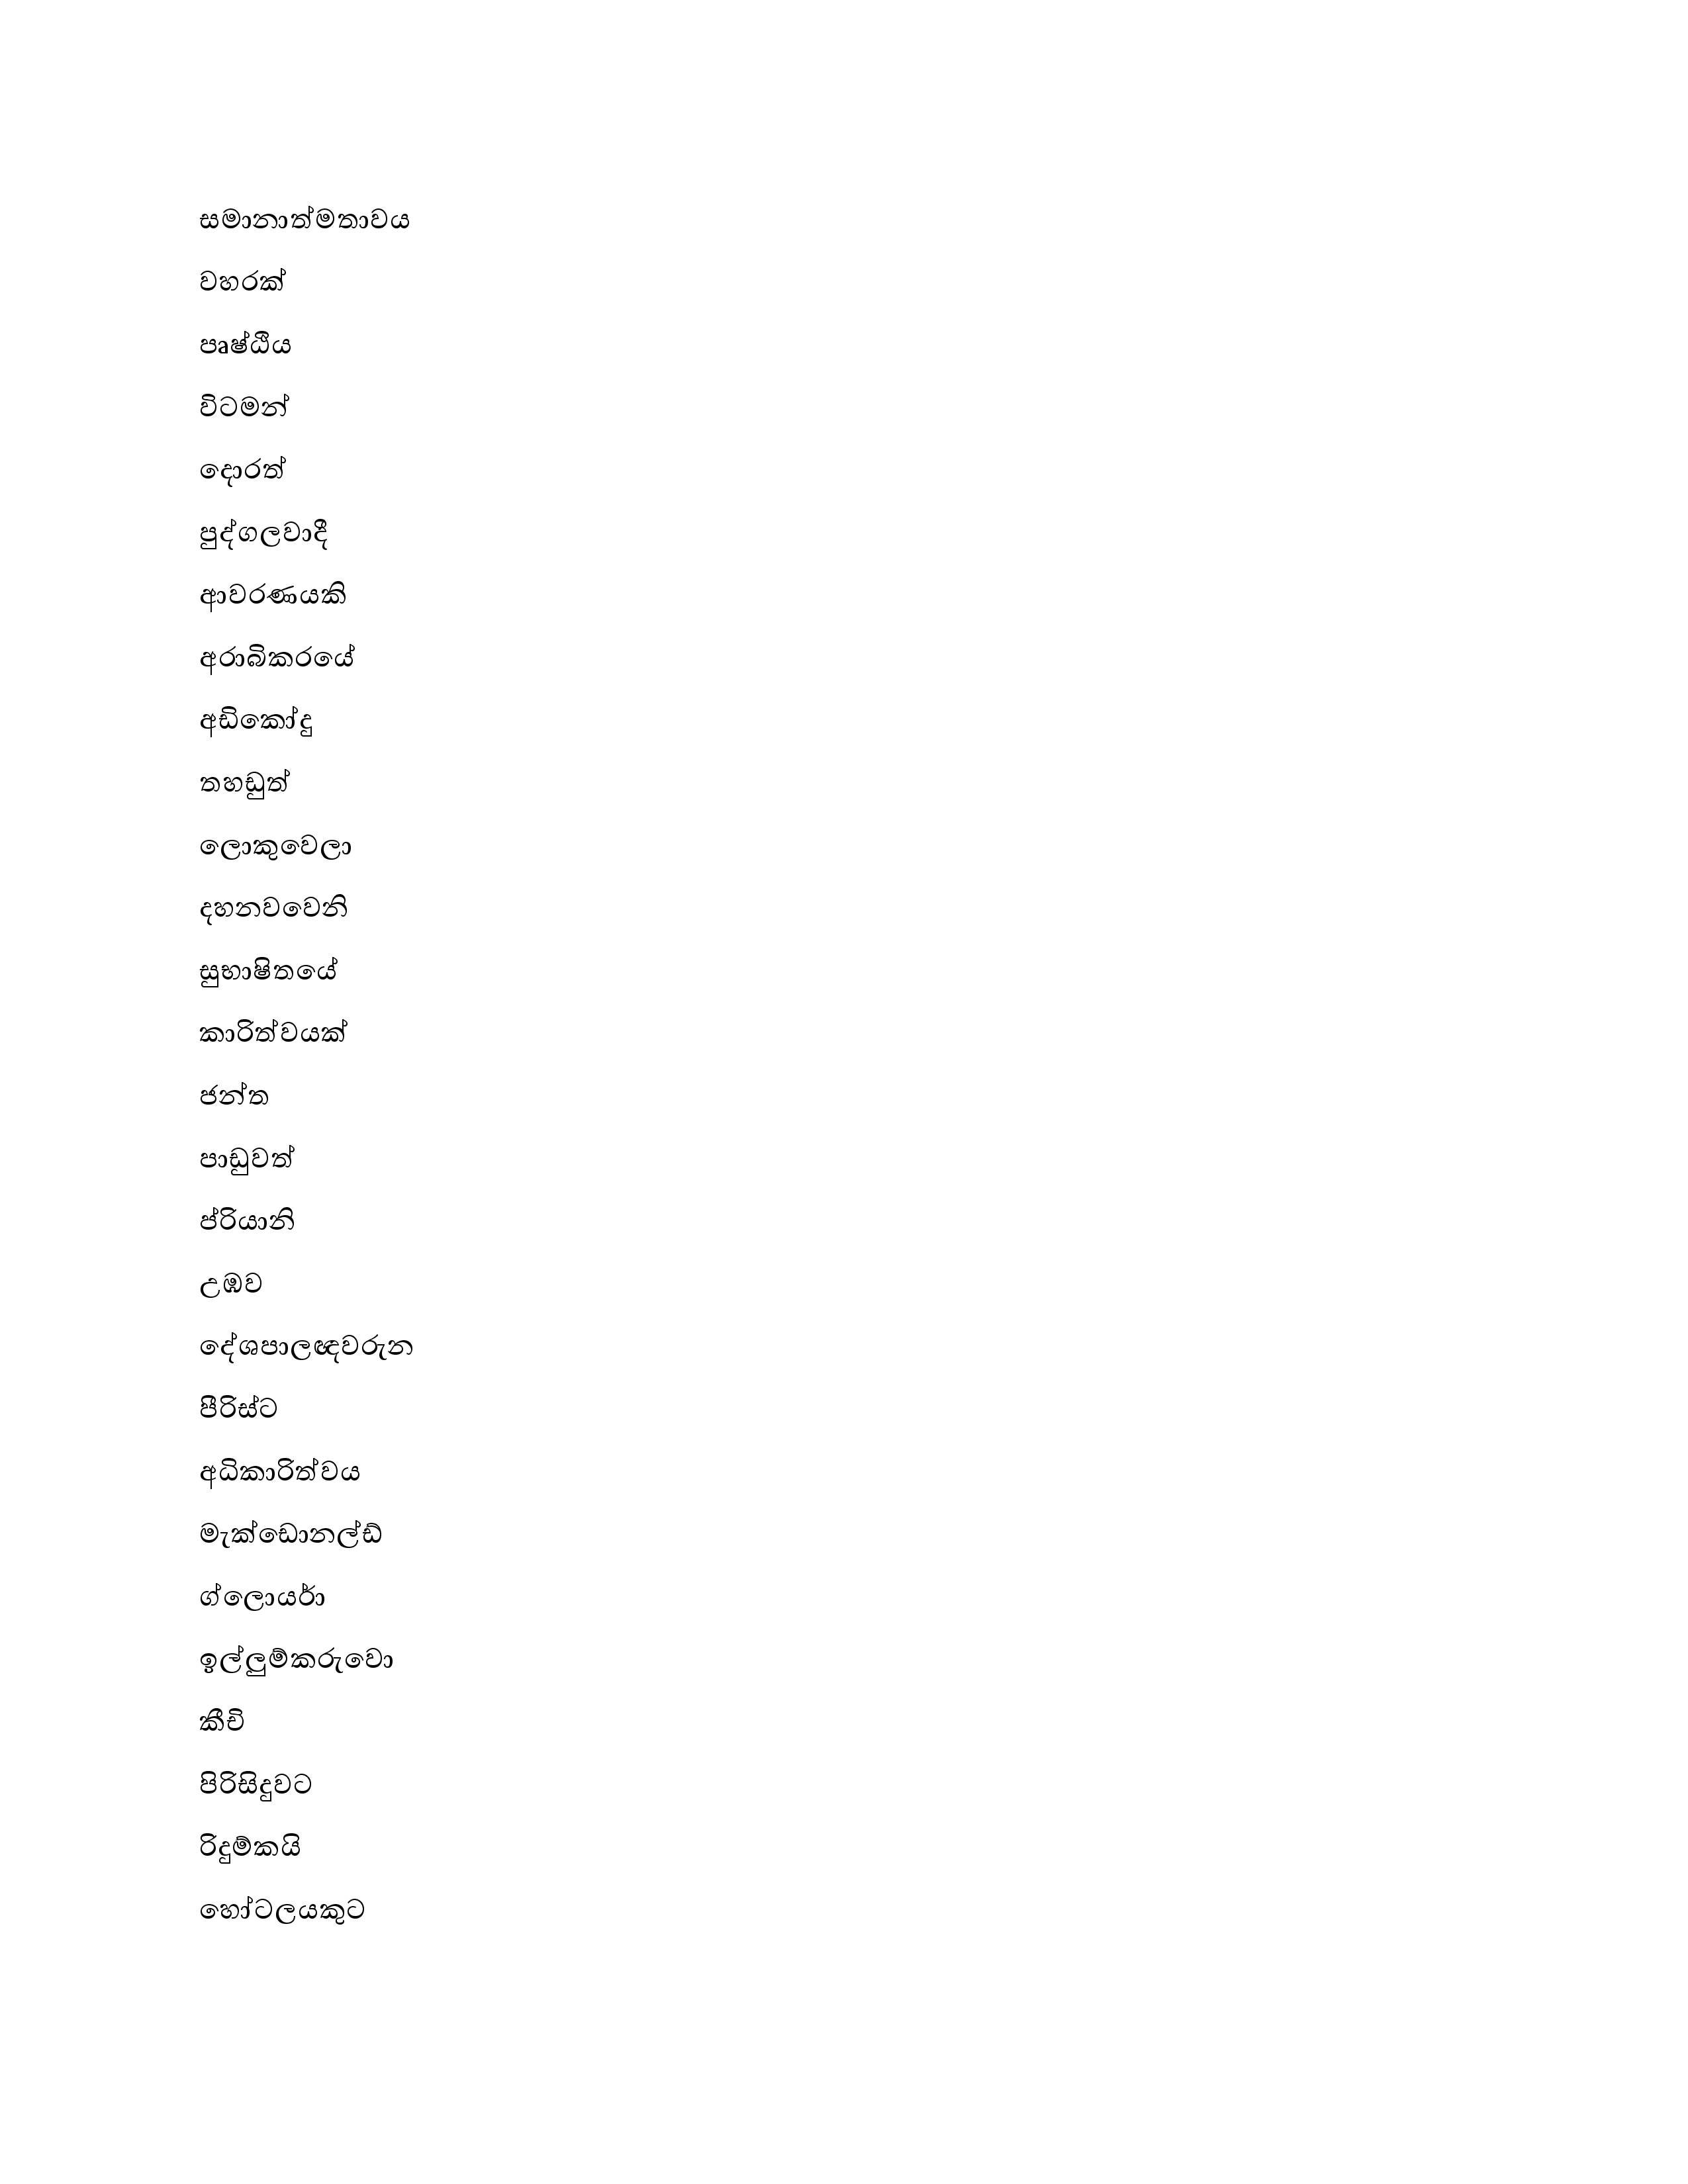 සමානාත්මතාවය
වහරක්
පෘෂ්ඨිය
විටමන්
දොරත්
පුද්ගලවාදී
ආවරණයකි
අරාබිකරයේ
අඩිකෝදු
තහඩුත්
ලොකුවෙලා
දහනවවෙනි
සුභාෂිතයේ
කාරිත්වයක්
ජන්ත
පාඩුවත්
ප්රියානි
උඹව
දේශපාලඥවරුන
පීරිස්ට
අධිකාරිත්වය
මැක්ඩොනල්ඩ්
ග්ලොර්යා
ඉල්ලුම්කරුවො
කීචි
පිරිසිදුවට
රිදුම්කයි
හෝටලයකුට